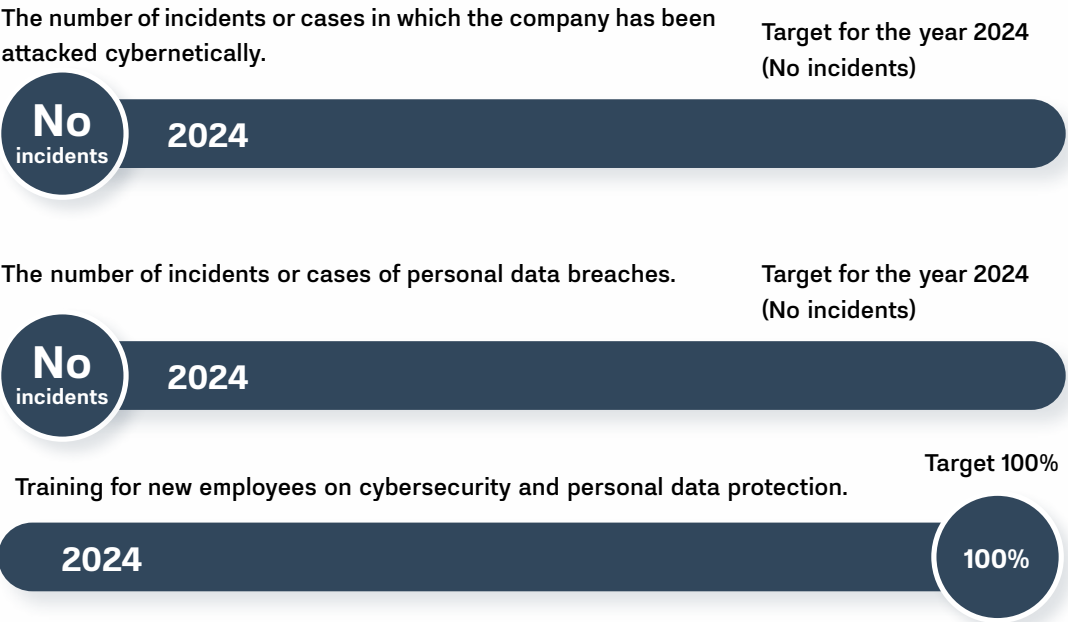 The number of incidents or cases in which the company has been
attacked cybernetically.
Target for the year 2024
(No incidents)
No
incidents
2024
The number of incidents or cases of personal data breaches.
Target for the year 2024
(No incidents)
No
incidents
2024
Target 100%
Training for new employees on cybersecurity and personal data protection.
2024
100%